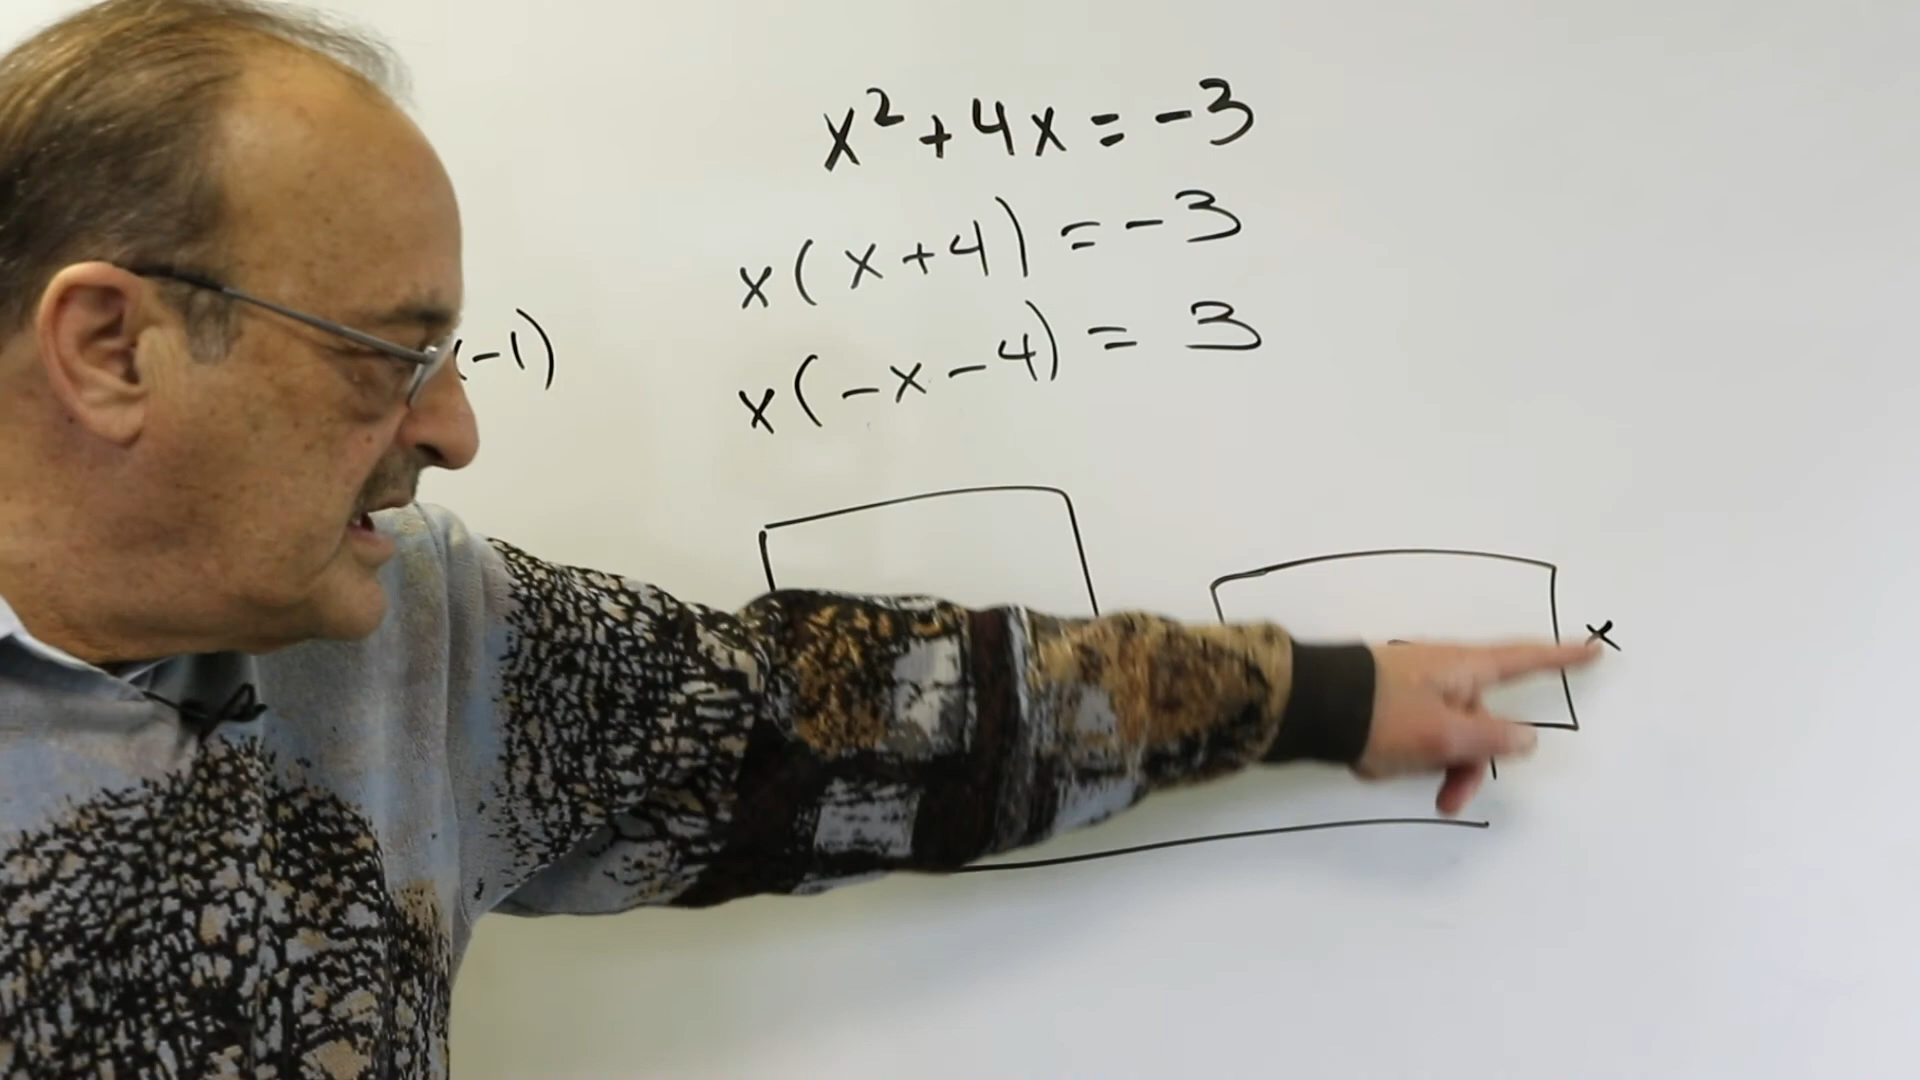 x² + 4x = -3
x(x + 4) = -3
x(-x - 4) = 3
-1)
x